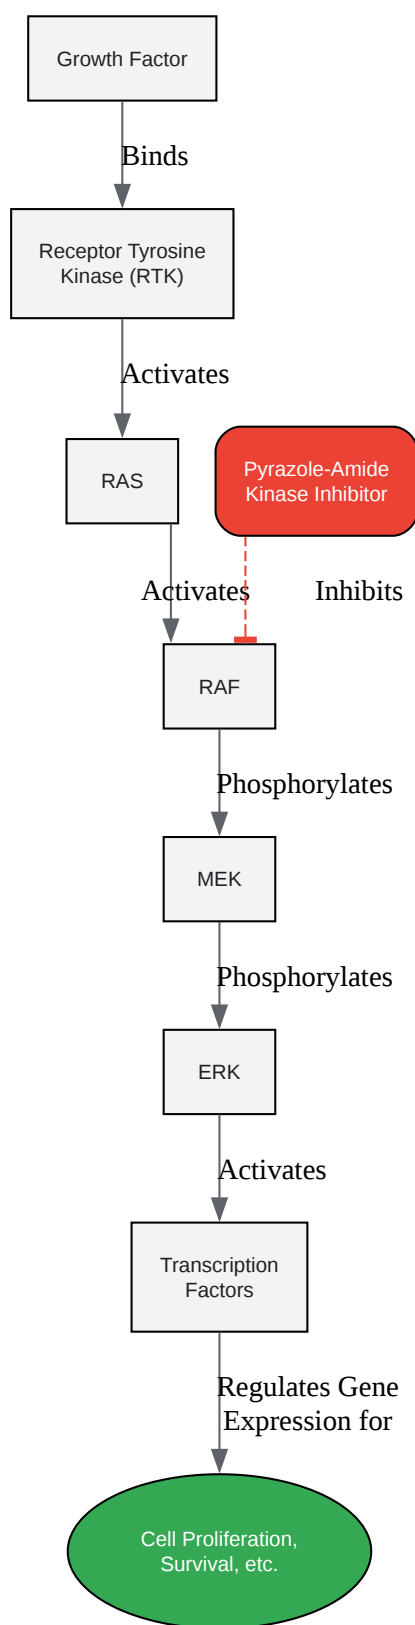 Growth Factor
Binds
Receptor Tyrosine
Kinase (RTK)
Activates
RAS
Pyrazole-Amide
Kinase Inhibitor
Activates
Inhibits
RAF
Phosphorylates
MEK
Phosphorylates
ERK
Activates
Transcription
Factors
Regulates Gene
Expression for
Cell Proliferation,
Survival, etc.